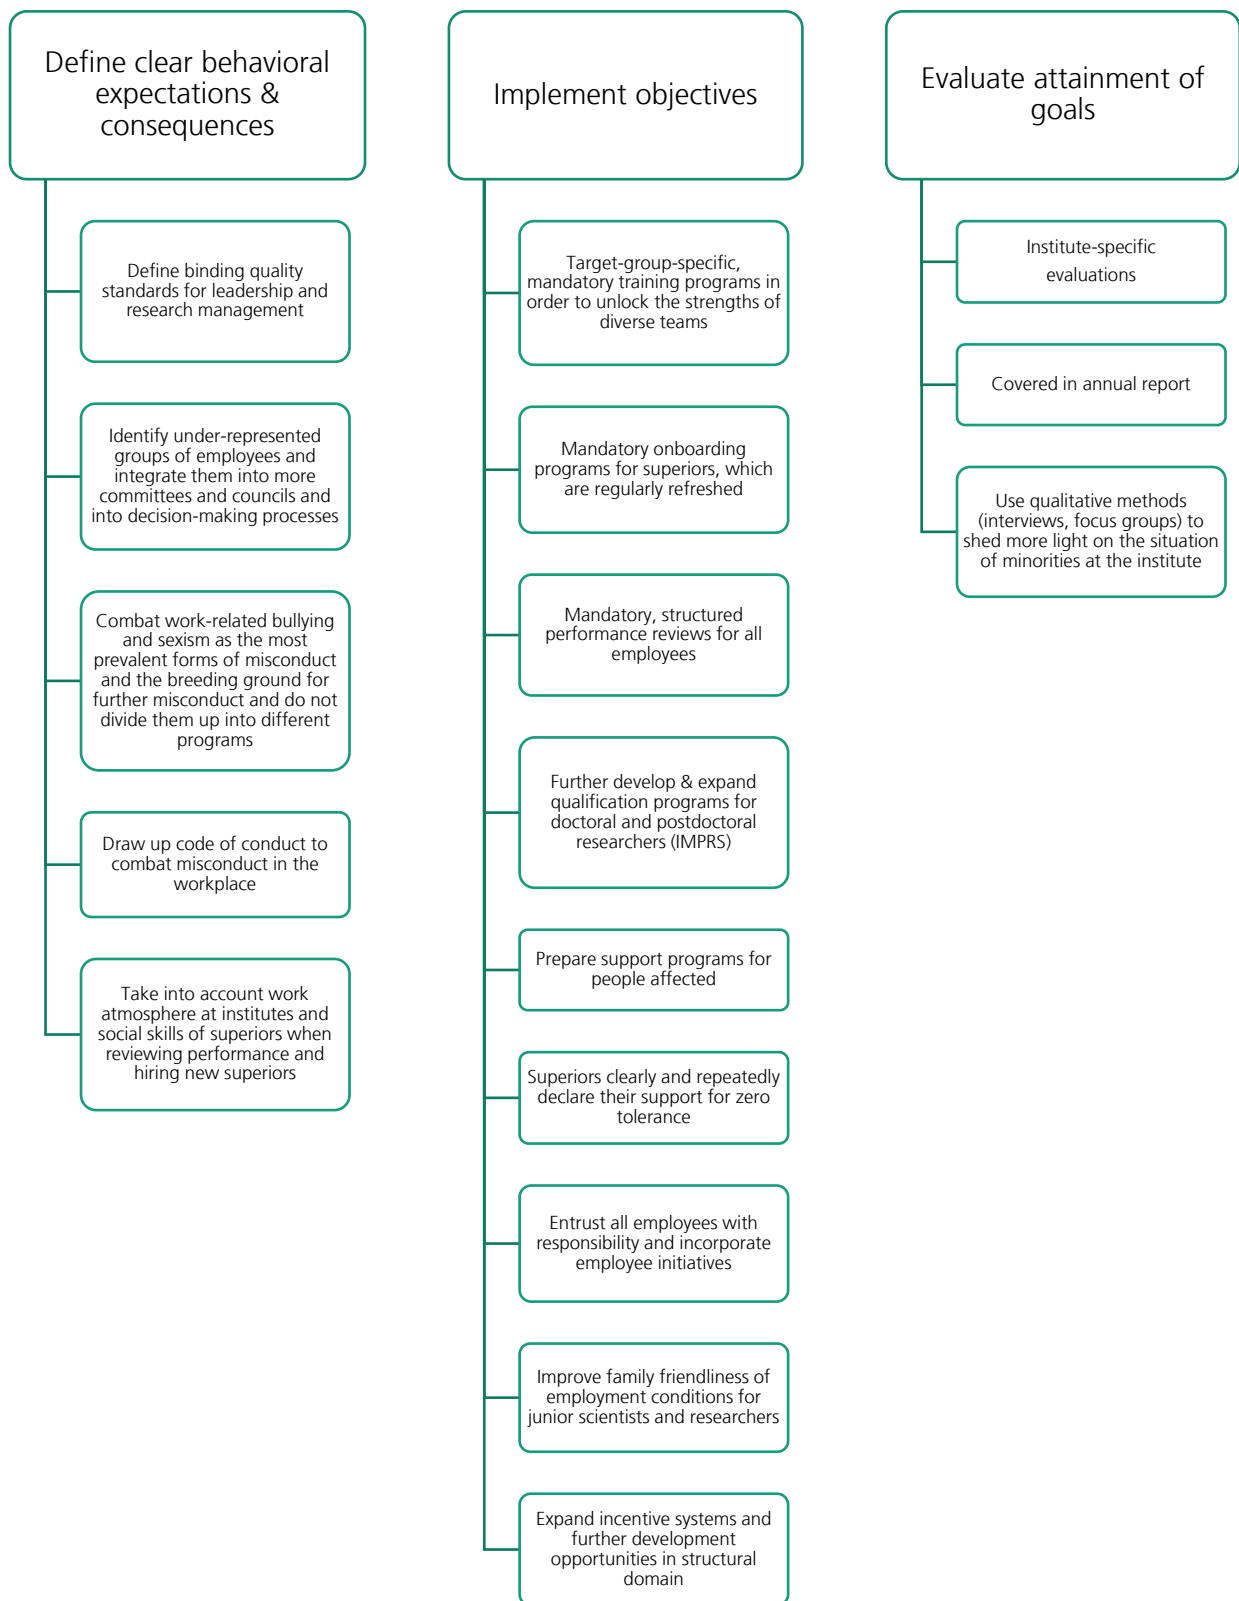 Define clear behavioral
expectations &
consequences
Define binding quality
standards for leadership and
research management
Identify under-represented
groups of employees and
integrate them into more
committees and councils and
into decision-making processes
Combat work-related bullying
and sexism as the most
prevalent forms of misconduct
and the breeding ground for
further misconduct and do not
divide them up into different
programs
Draw up code of conduct to
combat misconduct in the
workplace
Take into account work
atmosphere at institutes and
social skills of superiors when
reviewing performance and
hiring new superiors
Implement objectives
Target-group-specific,
mandatory training programs in
order to unlock the strengths of
diverse teams
Mandatory onboarding
programs for superiors, which
are regularly refreshed
Mandatory, structured
performance reviews for all
employees
Further develop & expand
qualification programs for
doctoral and postdoctoral
researchers (IMPRS)
Prepare support programs for
people affected
Superiors clearly and repeatedly
declare their support for zero
tolerance
Entrust all employees with
responsibility and incorporate
employee initiatives
Improve family friendliness of
employment conditions for
junior scientists and researchers
Expand incentive systems and
further development
opportunities in structural
domain
Evaluate attainment of
goals
Institute-specific
evaluations
Covered in annual report
Use qualitative methods
(interviews, focus groups) to
shed more light on the situation
of minorities at the institute